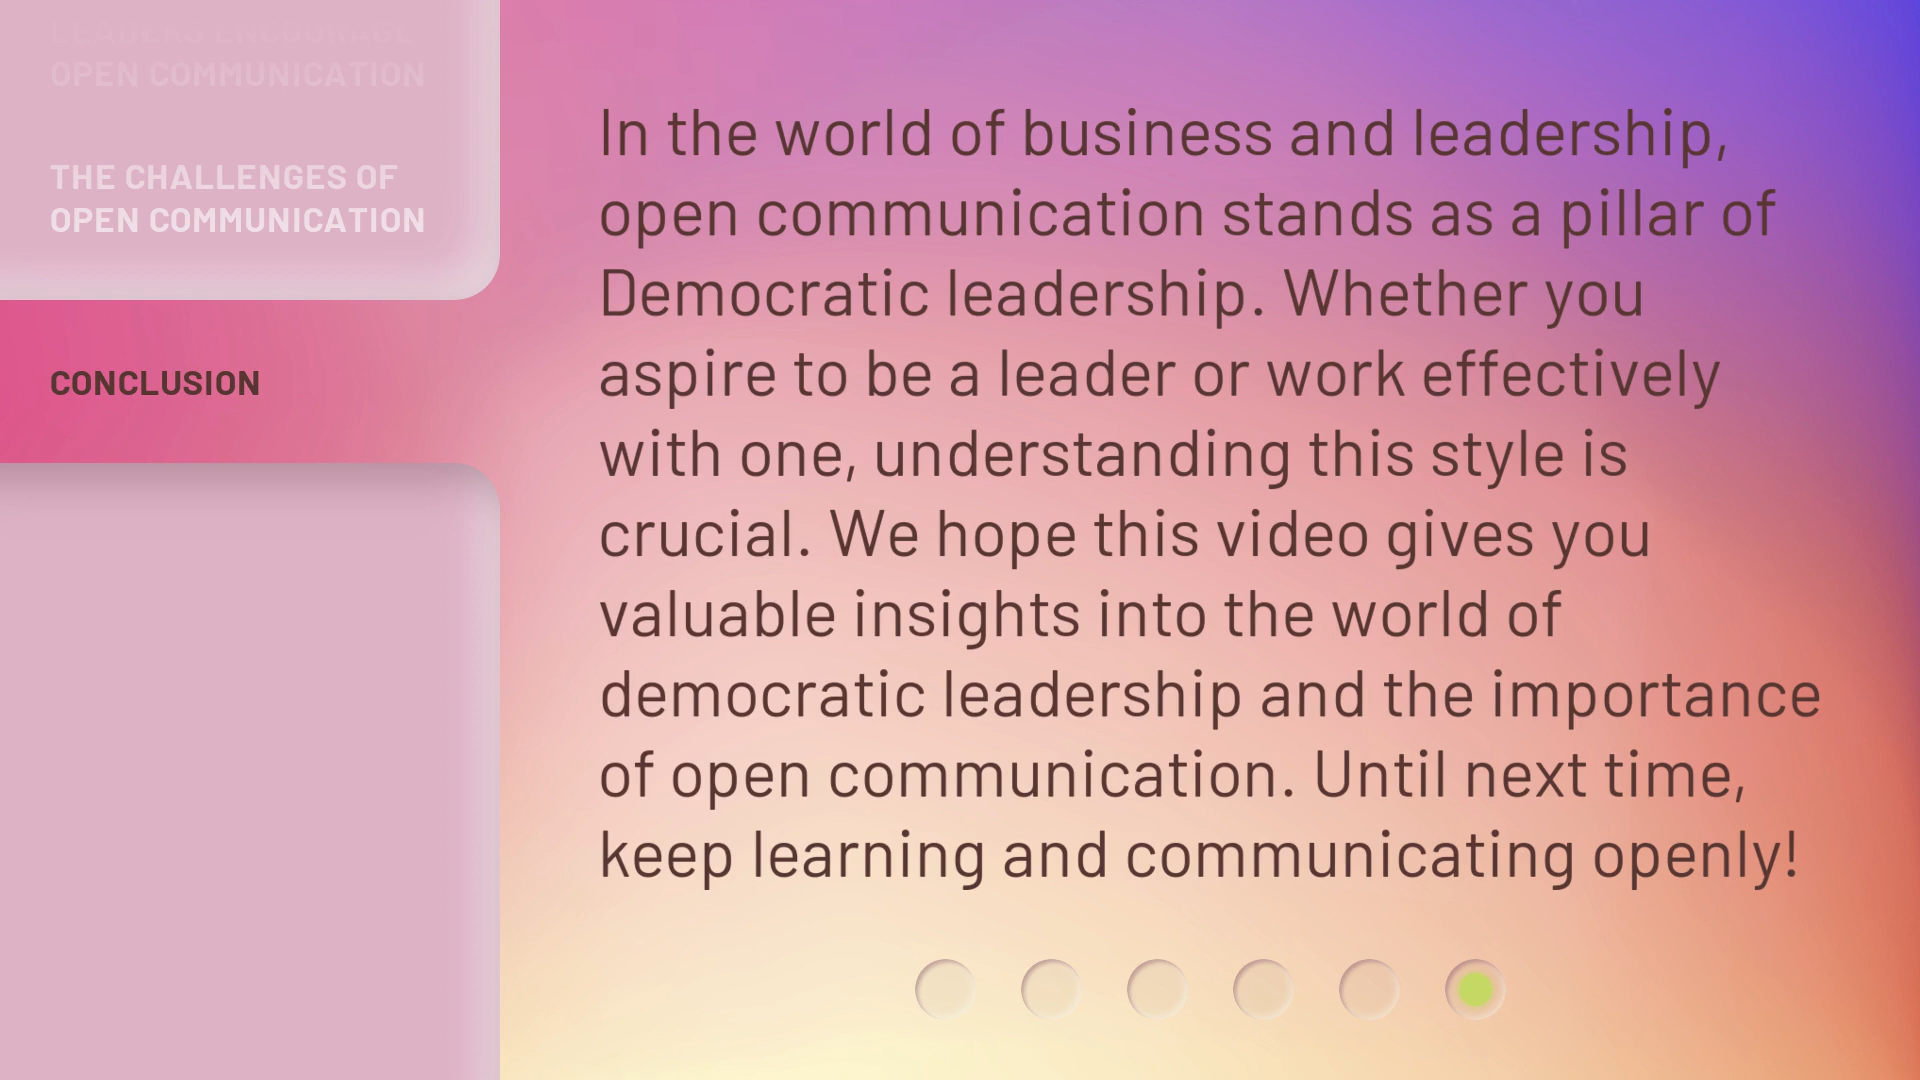 LEADERS ENCOURAGE
OPEN COMMUNICATION
THE CHALLENGES OF
OPEN COMMUNICATION
CONCLUSION
In the world of business and leadership,
open communication stands as a pillar of
Democratic leadership. Whether you
aspire to be a leader or work effectively
with one, understanding this style is
crucial. We hope this video gives you
valuable insights into the world of
democratic leadership and the importance
of open communication. Until next time,
keep learning and communicating openly!